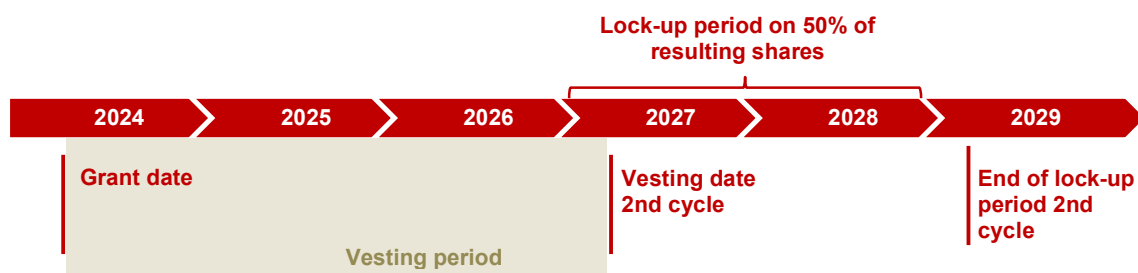 Lock-up period on 50% of
resulting shares
2024 2025 2026 2027 2028 2029
Grant date
Vesting date
2nd cycle
End of lock-up
period 2nd
cycle
Vesting period